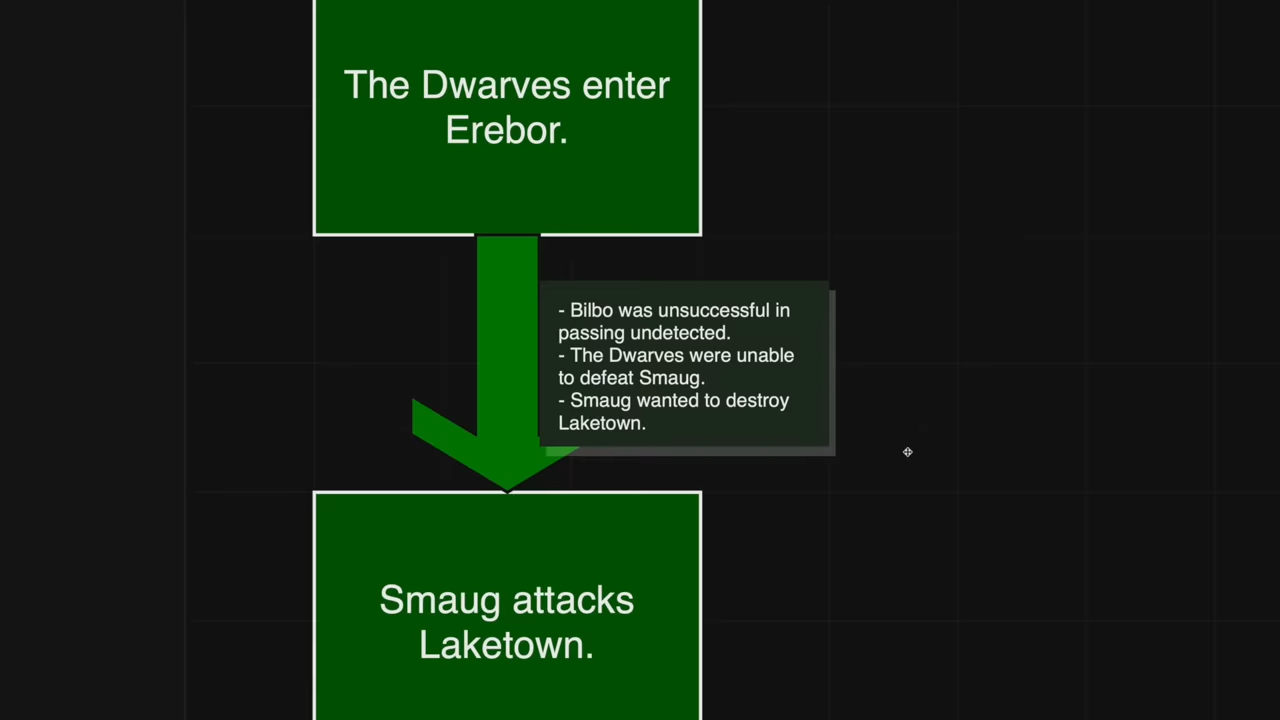 The Dwarves enter
Erebor.
- Bilbo was unsuccessful in
passing undetected.
- The Dwarves were unable
to defeat Smaug.
- Smaug wanted to destroy
Laketown.
Smaug attacks
Laketown.